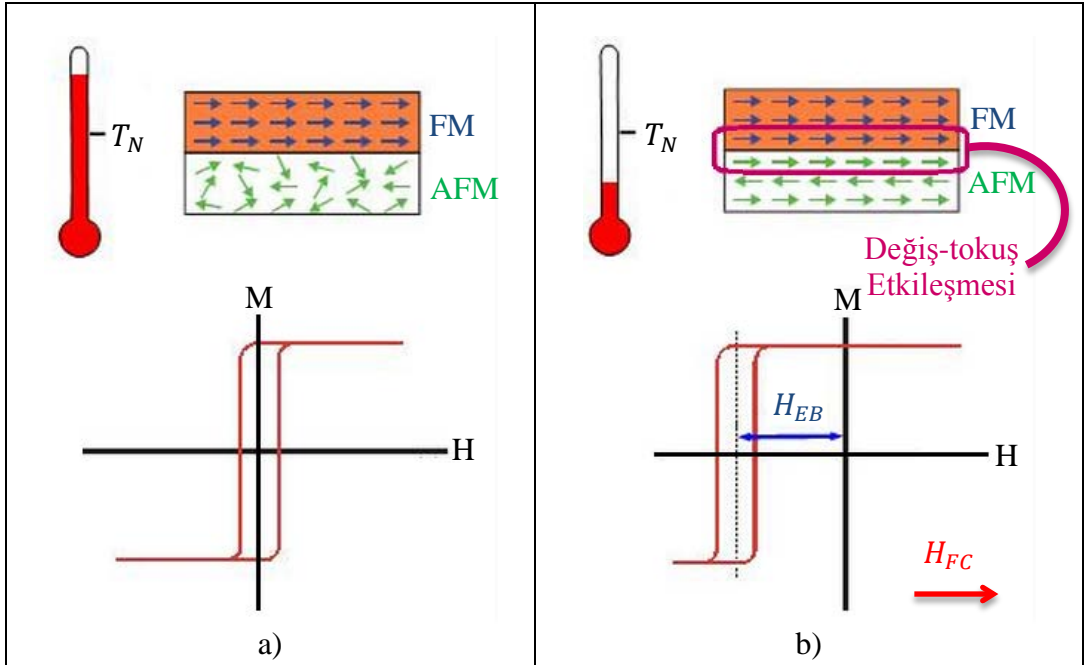 T_N
FM
AFM
M
H
a)
T_N
FM
AFM
Değiş-tokuş
Etkileşmesi
M
H_EB
H
H_FC
b)